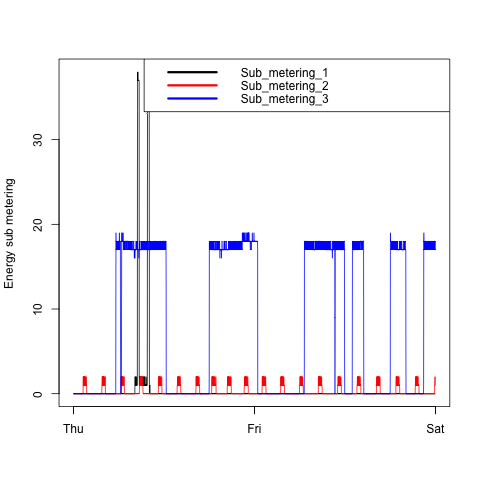 Sub_metering_1
Sub_metering_2
Sub_metering_3
Energy sub metering
30
20
10
0
Thu Fri Sat